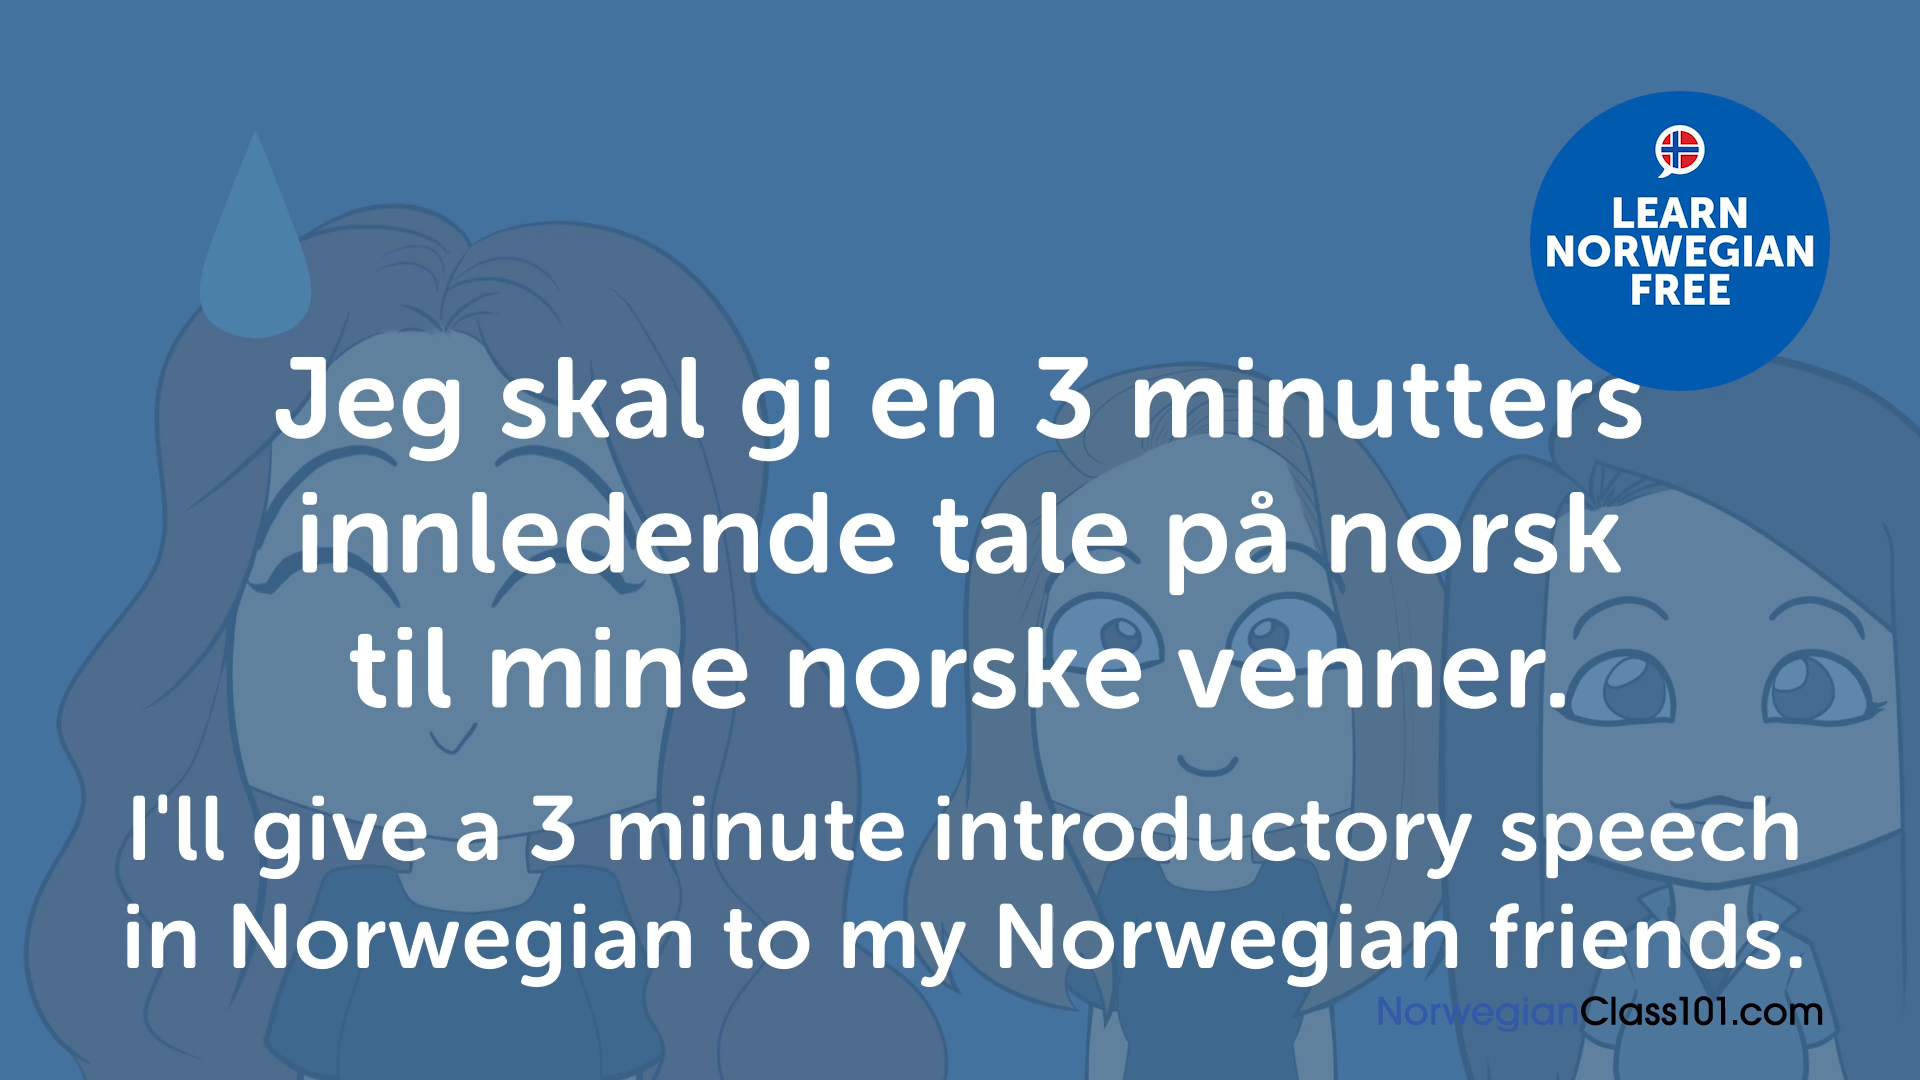 LEARN
NORWEGIAN
FREE
Jeg skal gi en 3 minutters
innledende tale på norsk
til mine norske venner.
I'll give a 3 minute introductory speech
in Norwegian to my Norwegian friends.
NorwegianClass101.com